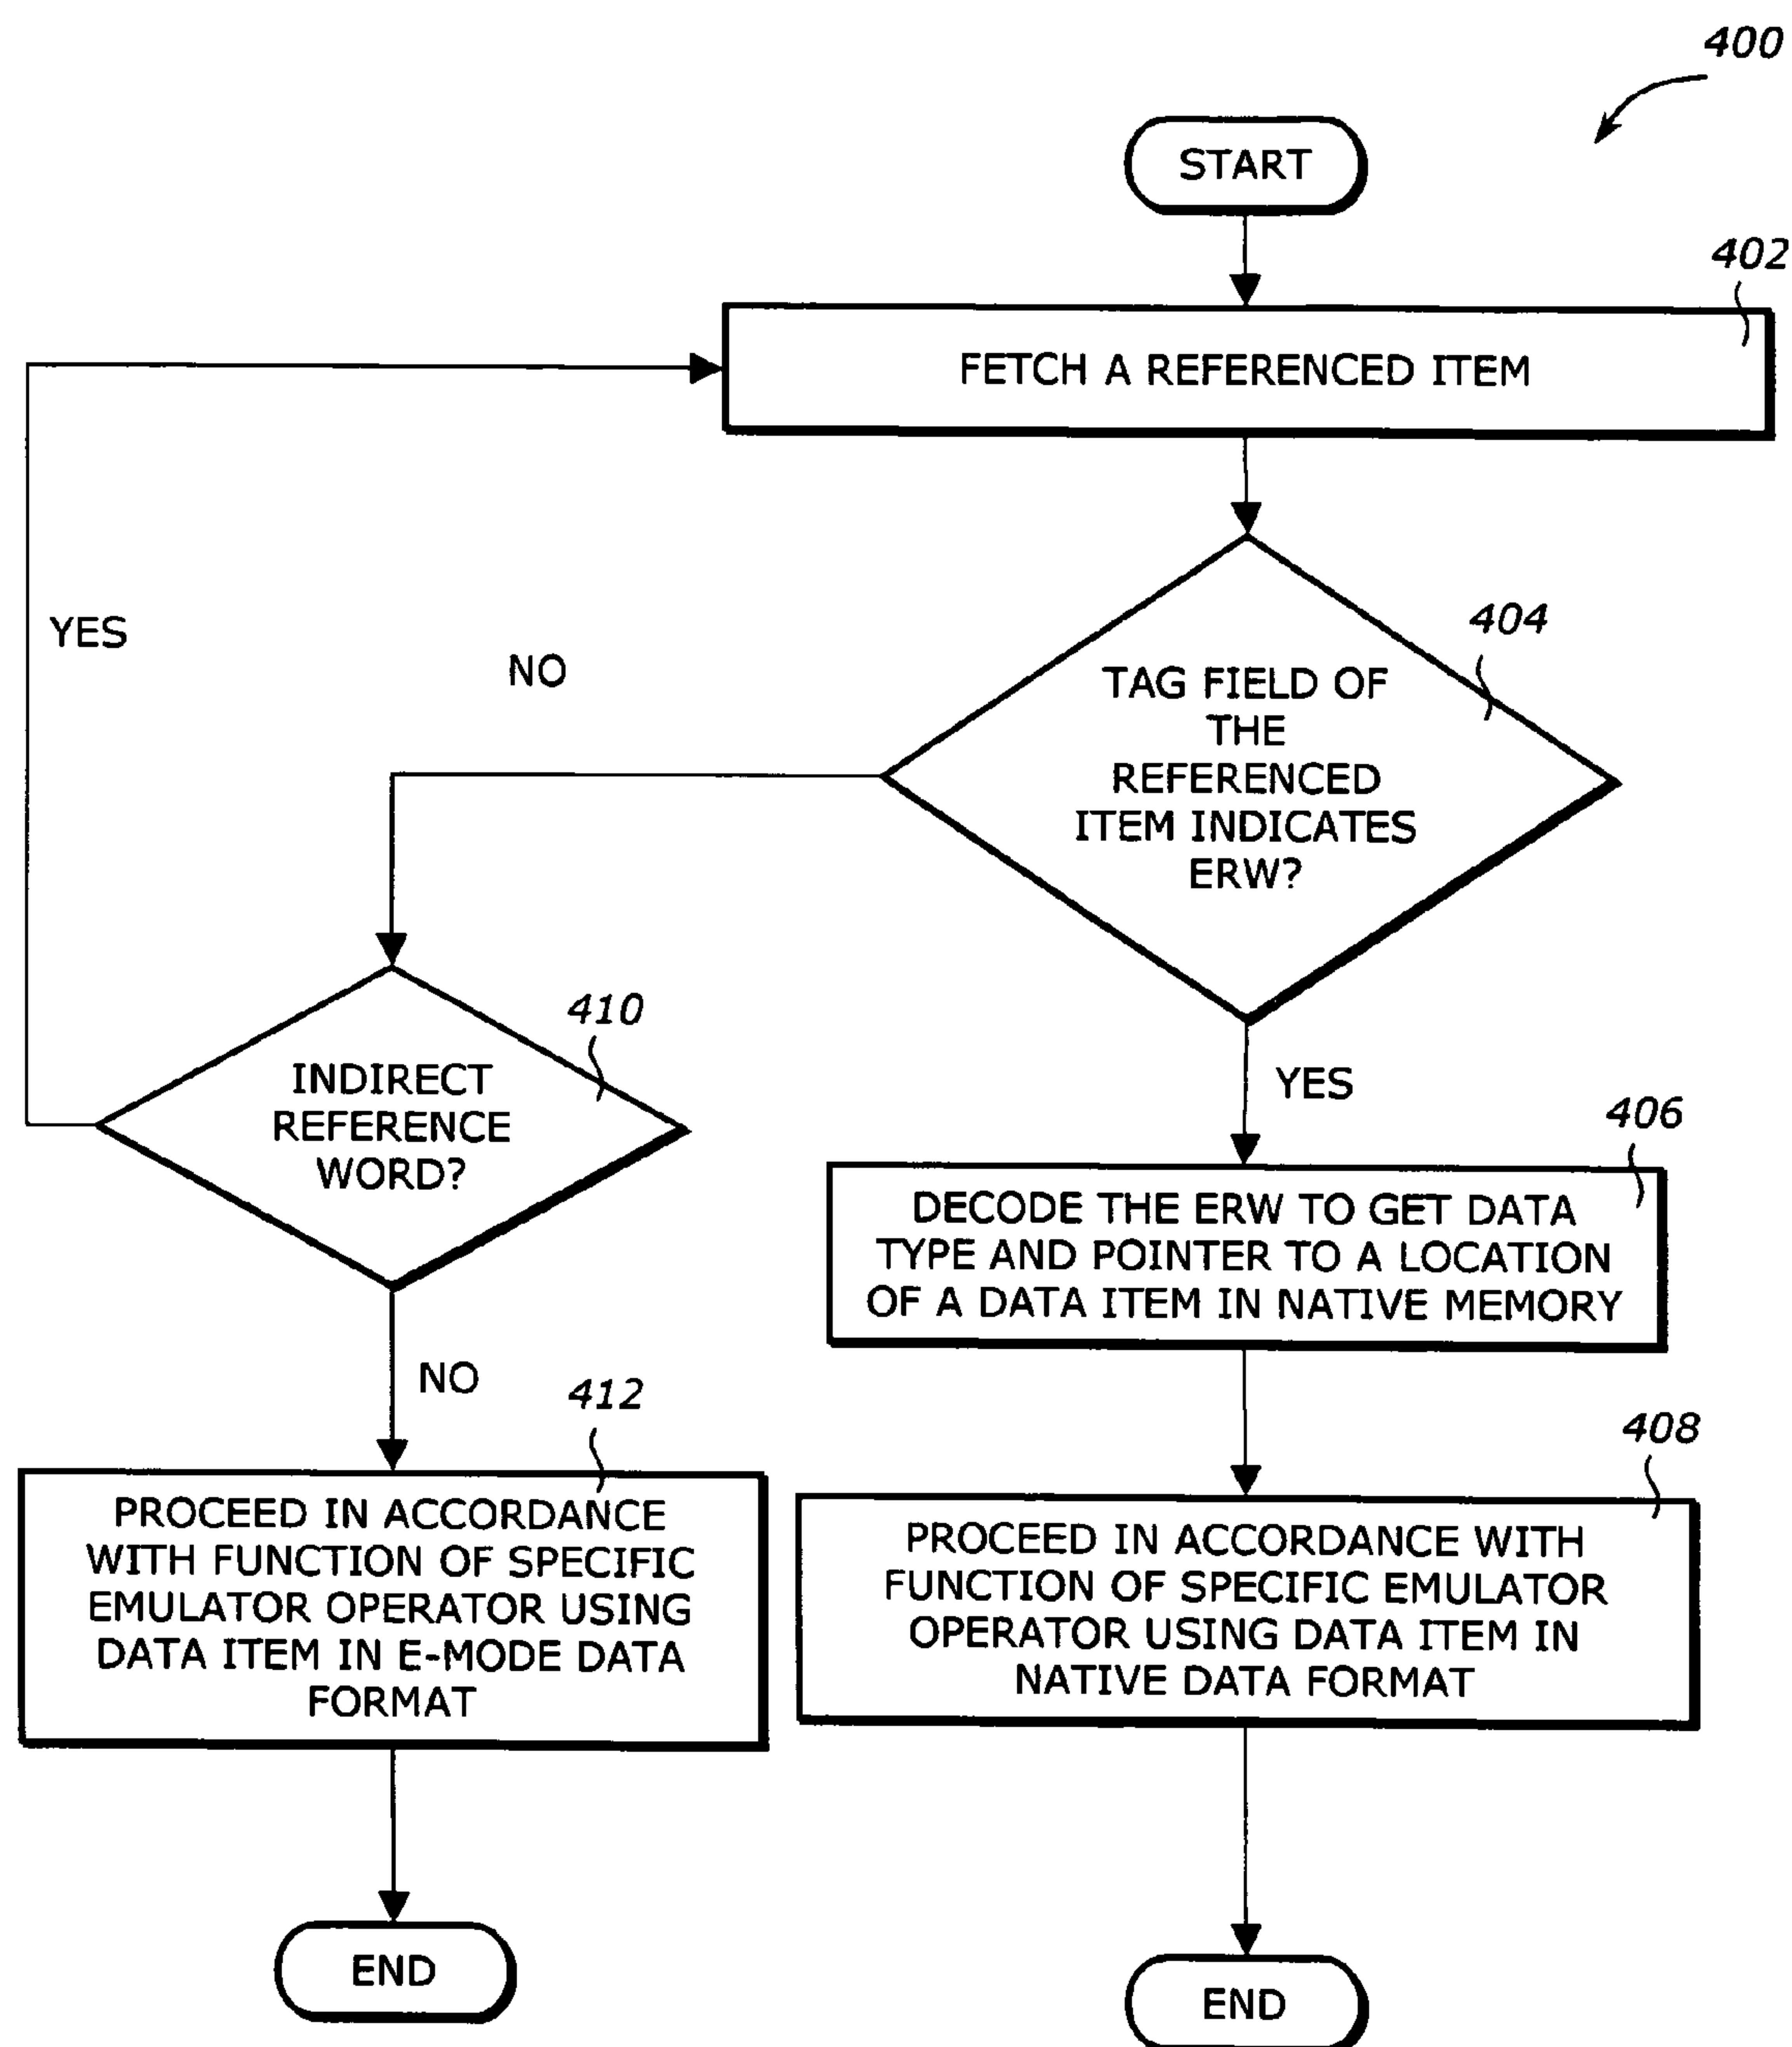 400
START
402
FETCH A REFERENCED ITEM
YES
NO
404
TAG FIELD OF
THE
REFERENCED
ITEM INDICATES
ERW?
410
INDIRECT
REFERENCE
WORD?
YES
406
DECODE THE ERW TO GET DATA
TYPE AND POINTER TO A LOCATION
OF A DATA ITEM IN NATIVE MEMORY
NO
412
PROCEED IN ACCORDANCE
WITH FUNCTION OF SPECIFIC
EMULATOR OPERATOR USING
DATA ITEM IN E-MODE DATA
FORMAT
408
PROCEED IN ACCORDANCE WITH
FUNCTION OF SPECIFIC EMULATOR
OPERATOR USING DATA ITEM IN
NATIVE DATA FORMAT
END
END